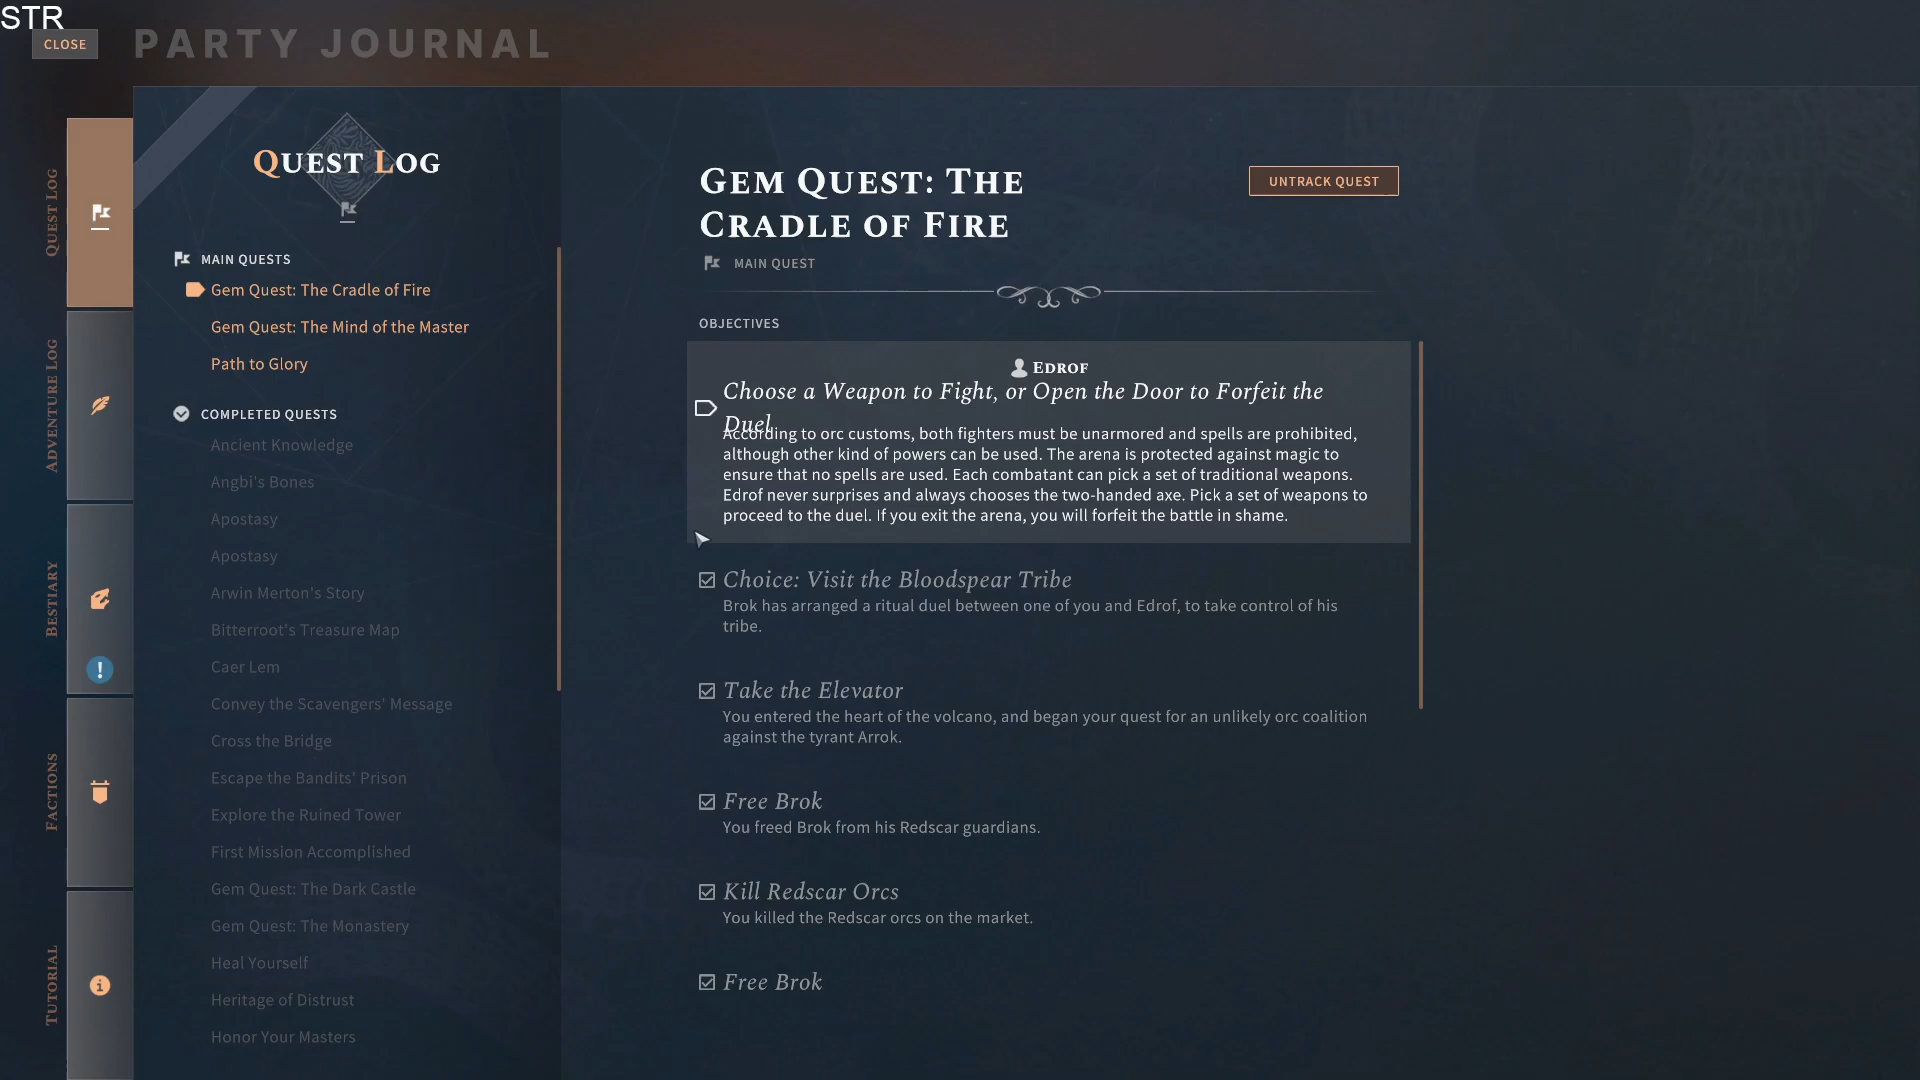 STR
CLOSE
PARTY JOURNAL
QUEST LOG
ADVENTURE LOG
BESTIARY
!
FACTIONS
TUTORIAL
QUEST LOG
MAIN QUESTS
Gem Quest: The Cradle of Fire
Gem Quest: The Mind of the Master
Path to Glory
COMPLETED QUESTS
Ancient Knowledge
Angbi's Bones
Apostasy
Apostasy
Arwin Merton's Story
Bitterroot's Treasure Map
Caer Lem
Convey the Scavengers' Message
Cross the Bridge
Escape the Bandits' Prison
Explore the Ruined Tower
First Mission Accomplished
Gem Quest: The Dark Castle
Gem Quest: The Monastery
Heal Yourself
Heritage of Distrust
Honor Your Masters
GEM QUEST: THE
CRADLE OF FIRE
UNTRACK QUEST
MAIN QUEST
OBJECTIVES
EDROF
Choose a Weapon to Fight, or Open the Door to Forfeit the
Duel
According to orc customs, both fighters must be unarmored and spells are prohibited,
although other kind of powers can be used. The arena is protected against magic to
ensure that no spells are used. Each combatant can pick a set of traditional weapons.
Edrof never surprises and always chooses the two-handed axe. Pick a set of weapons to
proceed to the duel. If you exit the arena, you will forfeit the battle in shame.
Choice: Visit the Bloodspear Tribe
Brok has arranged a ritual duel between one of you and Edrof, to take control of his
tribe.
Take the Elevator
You entered the heart of the volcano, and began your quest for an unlikely orc coalition
against the tyrant Arrok.
Free Brok
You freed Brok from his Redscar guardians.
Kill Redscar Orcs
You killed the Redscar orcs on the market.
Free Brok